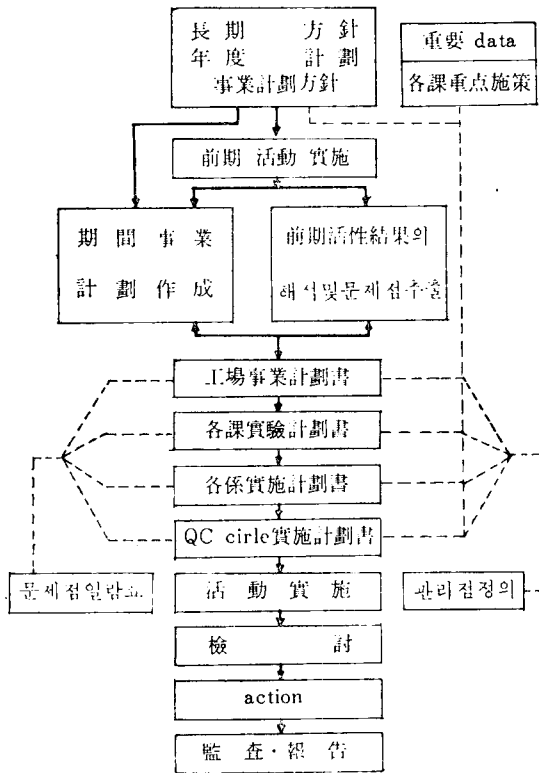 長期 方針
年度 計劃
事業計劃方針
重要 data
各課重点施策
前期 活動 實施
期間事業
計劃作成
前期活性結果의
해석및문제점추출
工場事業計劃書
各課實驗計劃書
各係實施計劃書
QC cirle實施計劃書
문제점일람표
活動實施
관리점정의
檢討
action
監査·報告